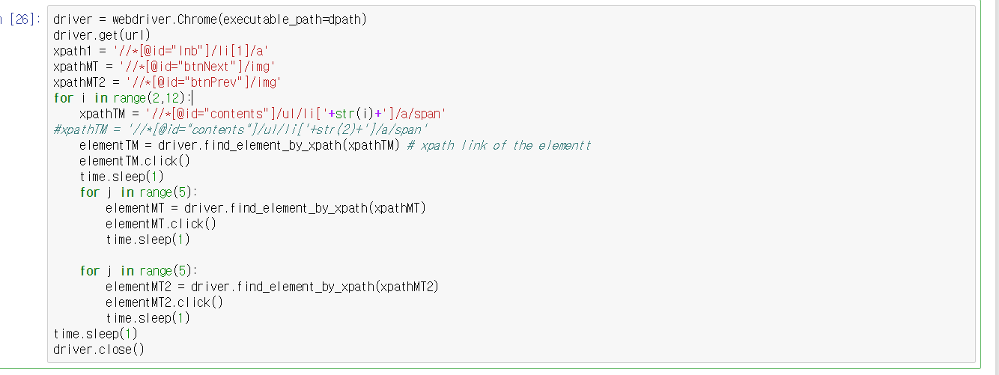 [26]:
driver = webdriver.Chrome(executable_path=dpath)
driver.get(url)
xpath1 = '//*[@id="lnb"]/li[1]/a'
xpathMT = '//*[@id="btnNext"]/img'
xpathMT2 = '//*[@id="btnPrev"]/img'
for i in range(2,12):
    xpathTM = '//*[@id="contents"]/ul/li['+str(i)+']/a/span'
#xpathTM = '//*[@id="contents"]/ul/li['+str(2)+']/a/span'
    elementTM = driver.find_element_by_xpath(xpathTM) # xpath link of the elementt
    elementTM.click()
    time.sleep(1)
    for j in range(5):
        elementMT = driver.find_element_by_xpath(xpathMT)
        elementMT.click()
        time.sleep(1)
    for j in range(5):
        elementMT2 = driver.find_element_by_xpath(xpathMT2)
        elementMT2.click()
        time.sleep(1)
time.sleep(1)
driver.close()